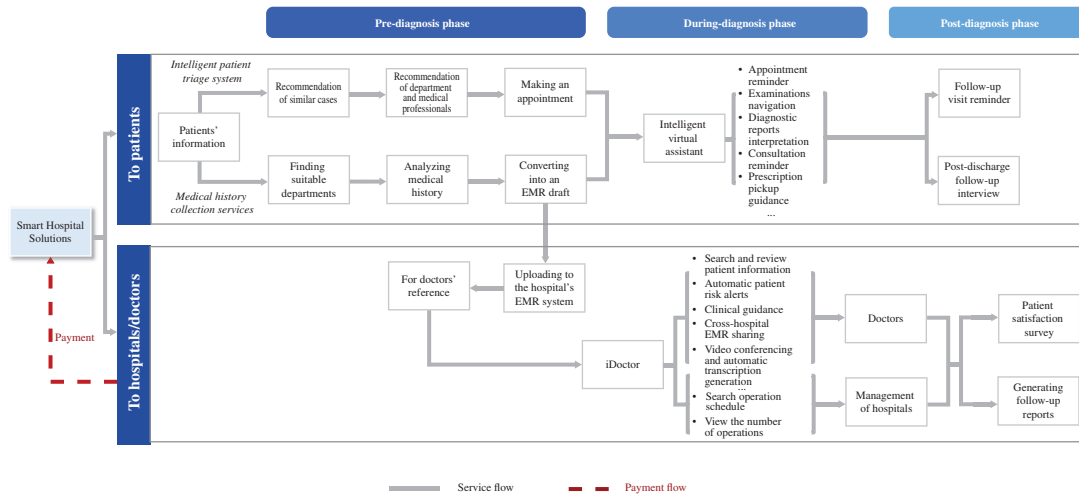 Pre-diagnosis phase
During-diagnosis phase
Post-diagnosis phase
To patients
Intelligent patient
triage system
Patients'
information
Medical history
collection services
Recommendation
of similar cases
Recommendation
of department
and medical
professionals
Making an
appointment
Finding
suitable
departments
Analyzing
medical
history
Converting
into an
EMR draft
Intelligent
virtual
assistant
• Appointment
reminder
• Examinations
navigation
• Diagnostic
reports
interpretation
• Consultation
reminder
• Prescription
pickup
guidance
...
Follow-up
visit reminder
Post-discharge
follow-up
interview
Smart Hospital
Solutions
Payment
To hospitals/doctors
For doctors'
reference
Uploading to
the hospital's
EMR system
iDoctor
• Search and review
patient information
• Automatic patient
risk alerts
• Clinical guidance
• Cross-hospital
EMR sharing
• Video conferencing
and automatic
transcription
generation
...
• Search operation
schedule
• View the number
of operations
Doctors
Management
of hospitals
Patient
satisfaction
survey
Generating
follow-up
reports
Service flow
Payment flow